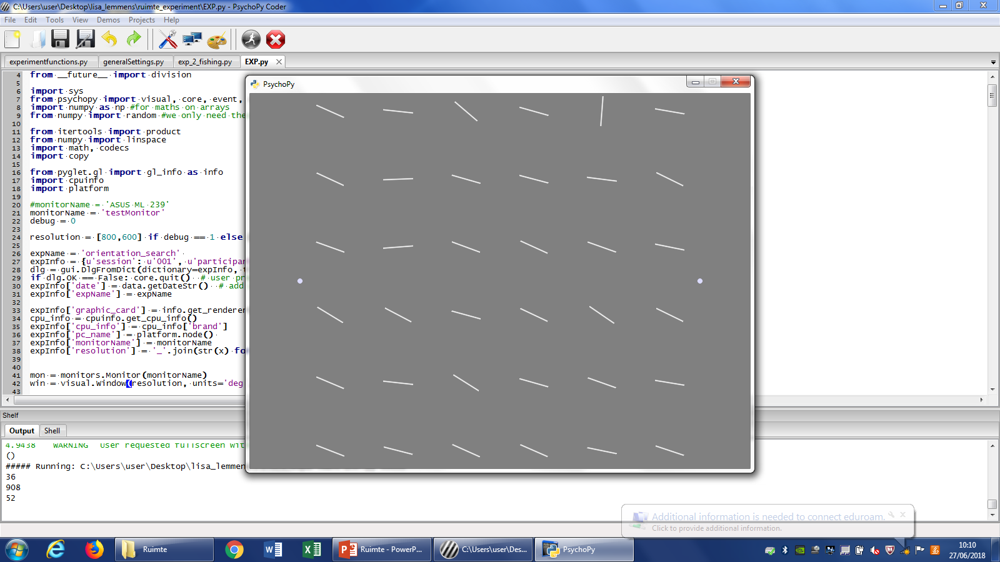 C:\Users\user\Desktop\lisa_lemmens\ruimte_experiment\EXP.py - PsychoPy Coder
File Edit Tools View Demos Projects Help
experimentfunctions.py generalSettings.py exp_2_fishing.py EXP.py
4 from __future__ import division
5
6 import sys
7 from psychopy import visual, core, event,
8 import numpy as np #for maths on arrays
9 from numpy import random #we only need the
10
11 from itertools import product
12 from numpy import linspace
13 import math, codecs
14 import copy
15
16 from pyglet.gl import gl_info as info
17 import cpuinfo
18 import platform
19
20 #monitorName = 'ASUS ML 239'
21 monitorName = 'testMonitor'
22 debug = 0
23
24 resolution = [800,600] if debug == 1 else
25
26 expName = 'orientation_search'
27 expInfo = {u'session': u'001', u'participan
28 dlg = gui.DlgFromDict(dictionary=expInfo,
29 if dlg.OK == False: core.quit() # user pr
30 expInfo['date'] = data.getDateStr() # add
31 expInfo['expName'] = expName
32
33 expInfo['graphic_card'] = info.get_renderer
34 cpu_info = cpuinfo.get_cpu_info()
35 expInfo['cpu_info'] = cpu_info['brand']
36 expInfo['pc_name'] = platform.node()
37 expInfo['monitorName'] = monitorName
38 expInfo['resolution'] = '_'.join(str(x) fo
39
40
41 mon = monitors.Monitor(monitorName)
42 win = visual.Window(resolution, units='deg
43
PsychoPy
Shelf
Output Shell
4.9438 WARNING User requested fullscreen wit
()
##### Running: C:\Users\user\Desktop\lisa_lemmen
36
908
52
Additional information is needed to connect eduroam.
Click to provide additional information.
Ruimte
Ruimte - PowerP...
C:\Users\user\Des...
PsychoPy
10:10
27/06/2018